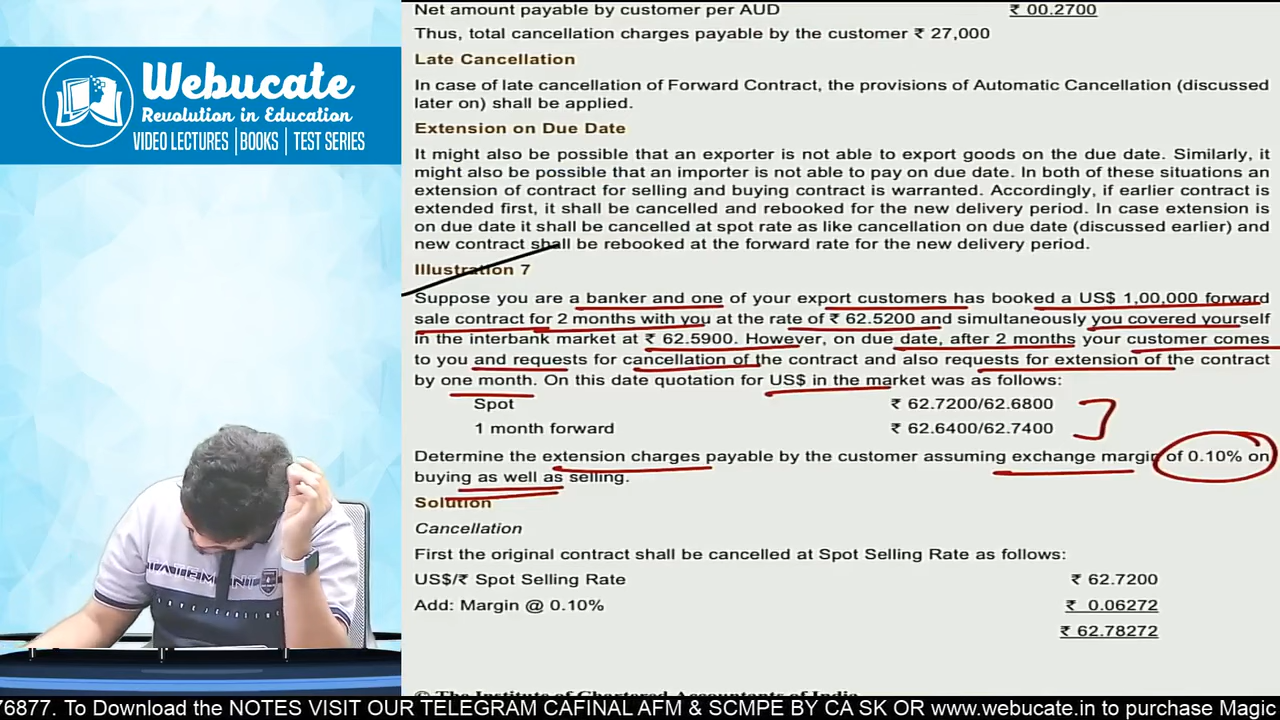 Webucate
Revolution in Education
VIDEO LECTURES | BOOKS | TEST SERIES
Net amount payable by customer per AUD ₹ 00.2700
Thus, total cancellation charges payable by the customer ₹ 27,000
Late Cancellation
In case of late cancellation of Forward Contract, the provisions of Automatic Cancellation (discussed
later on) shall be applied.
Extension on Due Date
It might also be possible that an exporter is not able to export goods on the due date. Similarly, it
might also be possible that an importer is not able to pay on due date. In both of these situations an
extension of contract for selling and buying contract is warranted. Accordingly, if earlier contract is
extended first, it shall be cancelled and rebooked for the new delivery period. In case extension is
on due date it shall be cancelled at spot rate as like cancellation on due date (discussed earlier) and
new contract shall be rebooked at the forward rate for the new delivery period.
Illustration 7
Suppose you are a banker and one of your export customers has booked a US$ 1,00,000 forward
sale contract for 2 months with you at the rate of ₹ 62.5200 and simultaneously you covered yourself
in the interbank market at ₹ 62.5900. However, on due date, after 2 months your customer comes
to you and requests for cancellation of the contract and also requests for extension of the contract
by one month. On this date quotation for US$ in the market was as follows:
Spot ₹ 62.7200/62.6800
1 month forward ₹ 62.6400/62.7400
Determine the extension charges payable by the customer assuming exchange margin of 0.10% on
buying as well as selling.
Solution
Cancellation
First the original contract shall be cancelled at Spot Selling Rate as follows:
US$/₹ Spot Selling Rate ₹ 62.7200
Add: Margin @ 0.10% ₹ 0.06272
₹ 62.78272
© The Institute of Chartered Accountants of India
76877. To Download the NOTES VISIT OUR TELEGRAM CAFINAL AFM & SCMPE BY CA SK OR www.webucate.in to purchase Magic